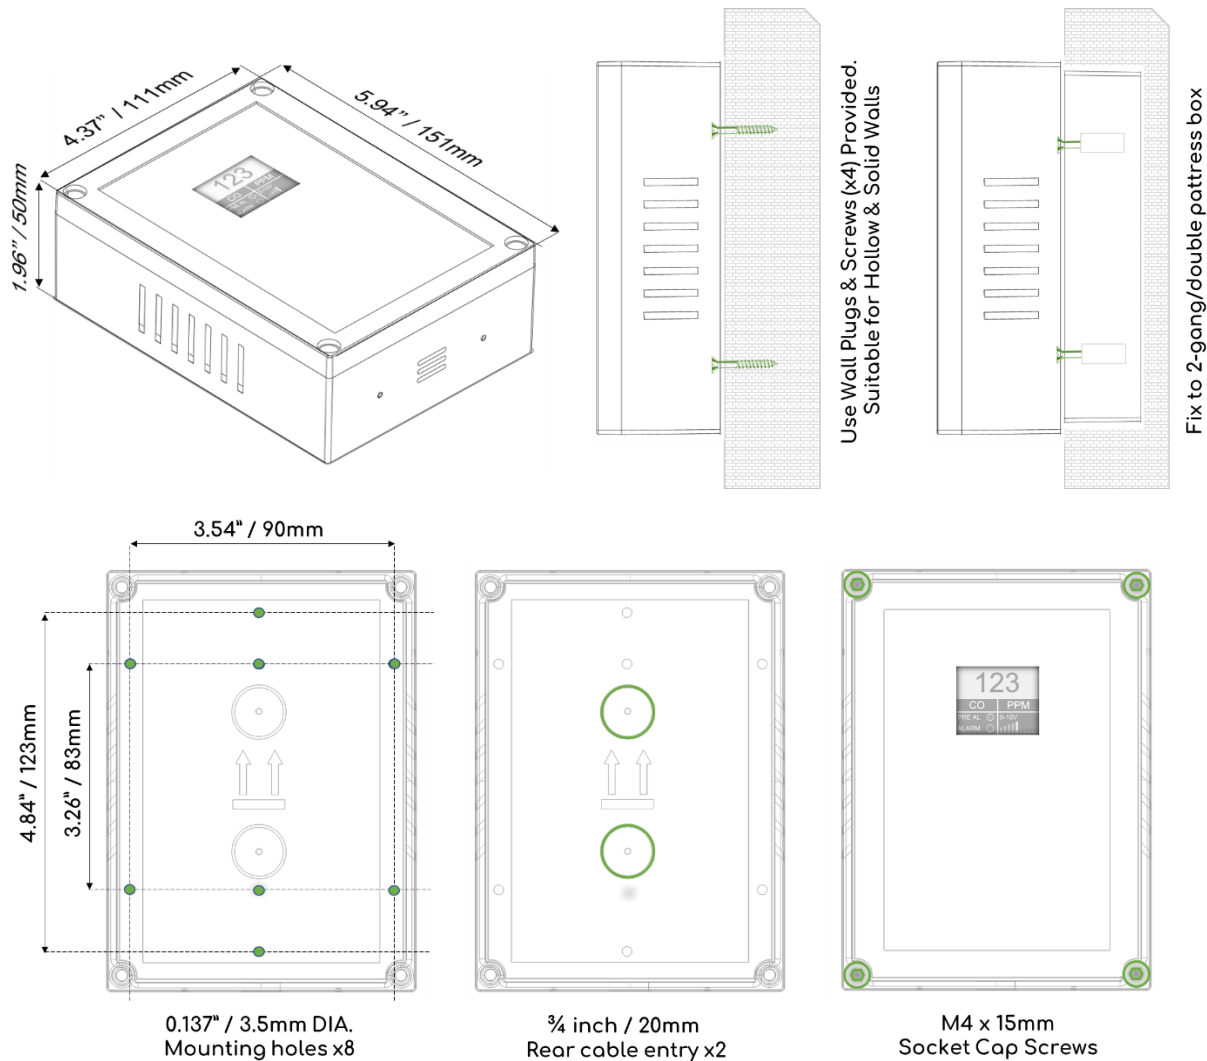 4.37" / 111mm
5.94" / 151mm
1.96" / 50mm
123
CO PPM
Use Wall Plugs & Screws (x4) Provided.
Suitable for Hollow & Solid Walls
Fix to 2-gang/double pattress box
3.54" / 90mm
4.84" / 123mm
3.26" / 83mm
0.137" / 3.5mm DIA.
Mounting holes x8
¾ inch / 20mm
Rear cable entry x2
123
CO PPM
PRE AL 0-10V
ALARM
M4 x 15mm
Socket Cap Screws